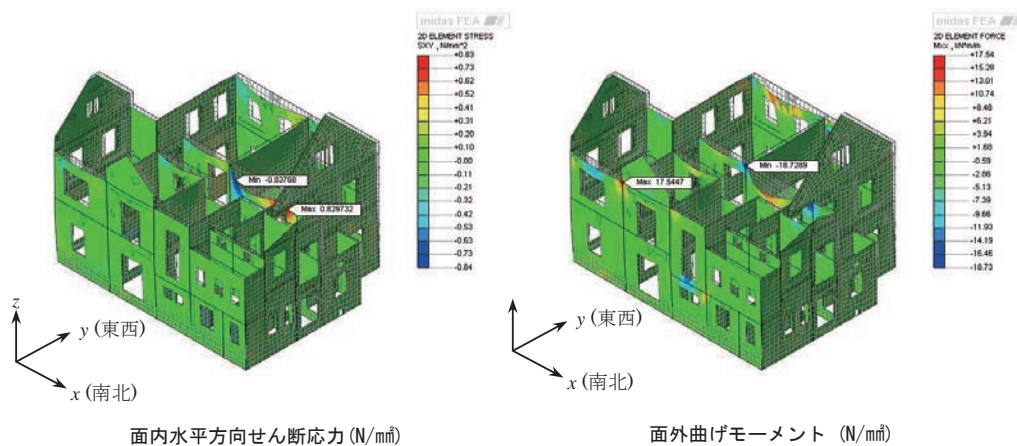 midas FEA
2D ELEMENT STRESS
SXY , N/mm^2
+0.83
+0.73
+0.62
+0.52
+0.41
+0.31
+0.20
+0.10
-0.00
-0.11
-0.21
-0.32
-0.42
-0.53
-0.63
-0.73
-0.84
Min -0.83768
Max 0.829732
z
y (東西)
x (南北)
面内水平方向せん断応力(N/m㎡)
midas FEA
2D ELEMENT FORCE
Mxx , kN*m/m
+17.54
+15.28
+13.01
+10.74
+8.48
+6.21
+3.94
+1.68
-0.59
-2.86
-5.13
-7.39
-9.66
-11.93
-14.19
-16.46
-18.73
Min -18.7289
Max 17.5447
y (東西)
x (南北)
面外曲げモーメント (N/m㎡)